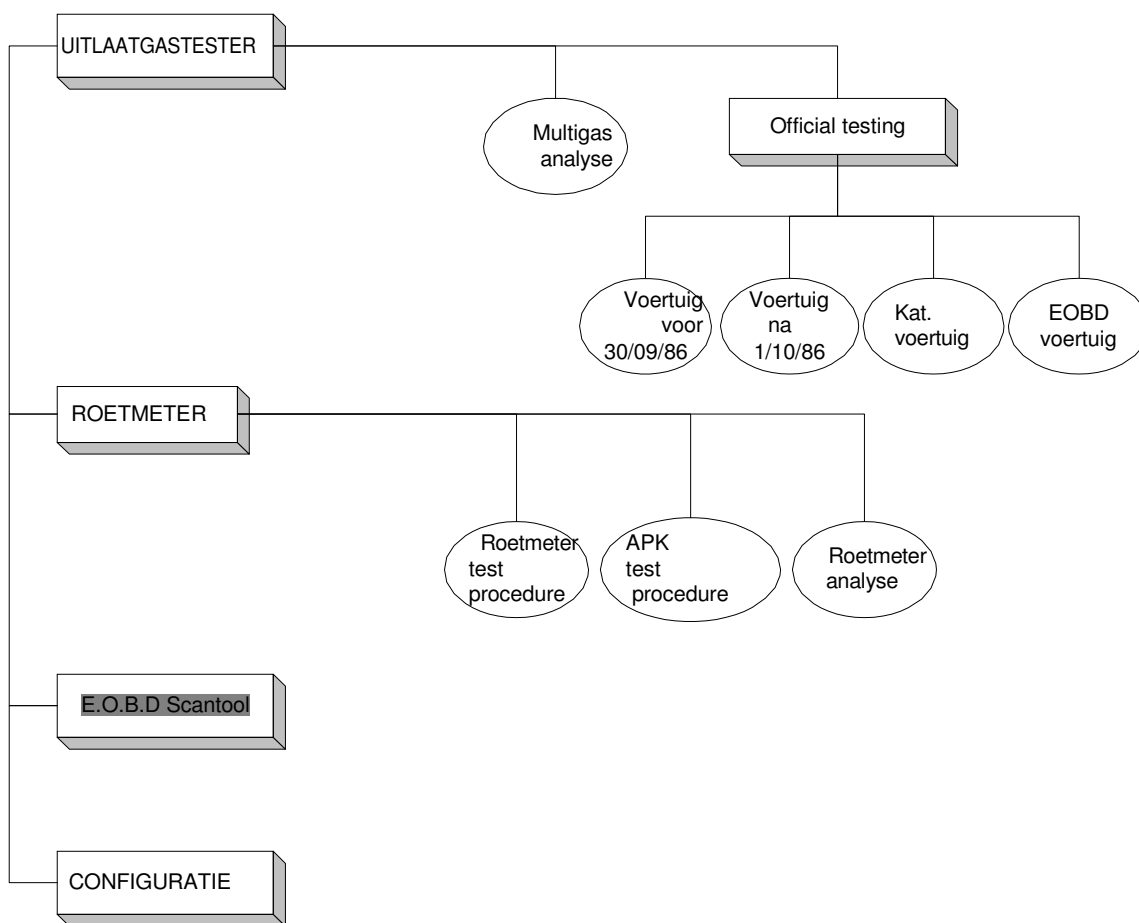 UITLAATGASTESTER
Multigas
analyse
Official testing
Voertuig
voor
30/09/86
Voertuig
na
1/10/86
Kat.
voertuig
EOBD
voertuig
ROETMETER
Roetmeter
test
procedure
APK
test
procedure
Roetmeter
analyse
E.O.B.D Scantool
CONFIGURATIE